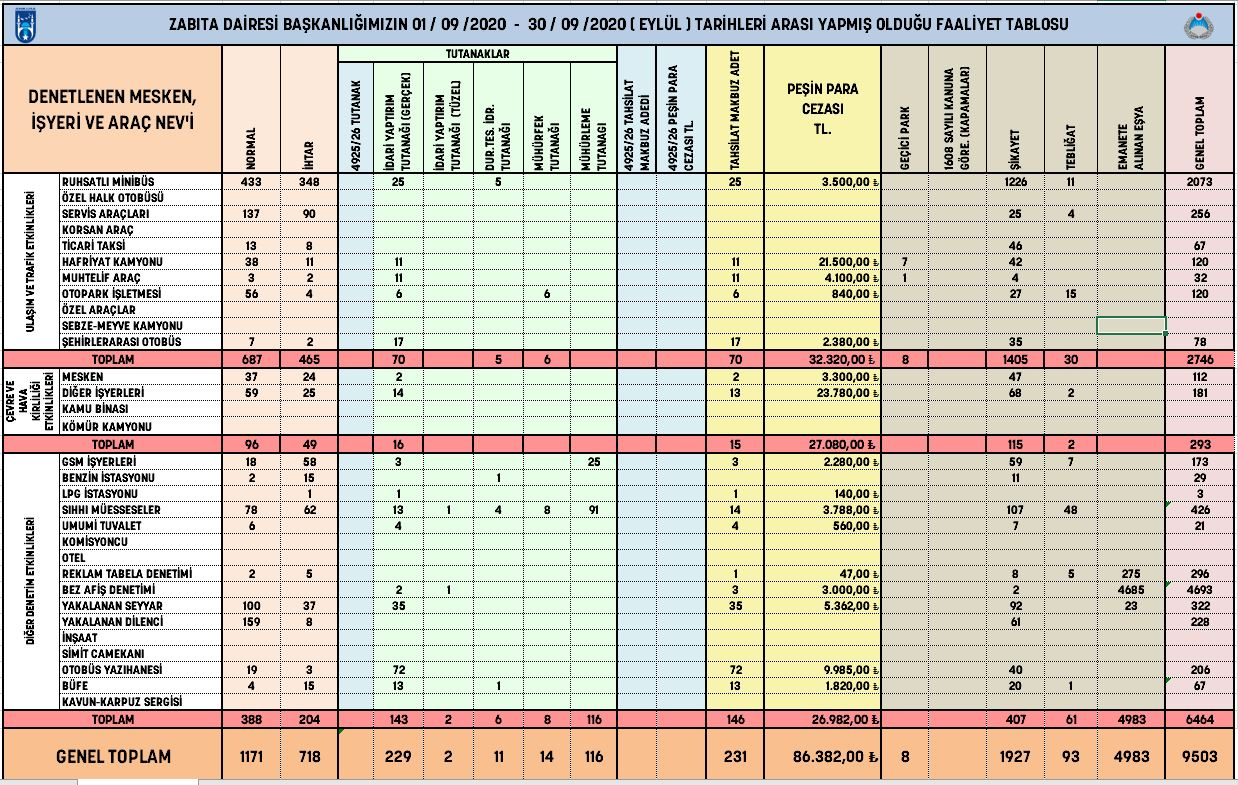 ZABITA DAİRESİ BAŞKANLIĞIMIZIN 01 / 09 /2020 - 30 / 09 /2020 ( EYLÜL ) TARİHLERİ ARASI YAPMIŞ OLDUĞU FAALİYET TABLOSU
DENETLENEN MESKEN,
İŞYERİ VE ARAÇ NEV'İ
NORMAL
İHTAR
TUTANAKLAR
4925/26 TUTANAK
İDARİ YAPTIRIM
TUTANAĞI (GERÇEK)
İDARİ YAPTIRIM
TUTANAĞI (TÜZEL)
DUR.TES. İDR.
TUTANAĞI
MÜHÜRFEK
TUTANAĞI
MÜHÜRLEME
TUTANAGI
4925/26 TAHSİLAT
MAKBUZ ADEDİ
4925/26 PEŞİN PARA
CEZASI TL.
TAHSİLAT MAKBUZ ADET
PEŞİN PARA
CEZASI
TL.
GEÇİCİ PARK
1608 SAYILI KANUNA
GÖRE. (KAPAMALAR)
ŞİKAYET
TEBLİĞAT
EMANETE
ALINAN EŞYA
GENEL TOPLAM
ULAŞIM VE TRAFİK ETKİNLİKLERİ
RUHSATLI MİNİBÜS 433 348 25 5 25 3.500,00 ₺ 1226 11 2073
ÖZEL HALK OTOBÜSÜ
SERVİS ARAÇLARI 137 90 25 4 256
KORSAN ARAÇ
TİCARİ TAKSİ 13 8 46 67
HAFRİYAT KAMYONU 38 11 11 11 21.500,00 ₺ 7 42 120
MUHTELİF ARAÇ 3 2 11 11 4.100,00 ₺ 1 4 32
OTOPARK İŞLETMESİ 56 4 6 6 6 840,00 ₺ 27 15 120
ÖZEL ARAÇLAR
SEBZE-MEYVE KAMYONU
ŞEHİRLERARASI OTOBÜS 7 2 17 17 2.380,00 ₺ 35 78
TOPLAM 687 465 70 5 6 70 32.320,00 ₺ 8 1405 30 2746
ÇEVRE VE
HAVA
KİRLİLİĞİ
ETKİNLİKLERİ
MESKEN 37 24 2 2 3.300,00 ₺ 47 112
DİĞER İŞYERLERİ 59 25 14 13 23.780,00 ₺ 68 2 181
KAMU BİNASI
KÖMÜR KAMYONU
TOPLAM 96 49 16 15 27.080,00 ₺ 115 2 293
DİĞER DENETİM ETKİNLİKLERİ
GSM İŞYERLERİ 18 58 3 25 3 2.280,00 ₺ 59 7 173
BENZİN İSTASYONU 2 15 1 11 29
LPG İSTASYONU 1 1 1 140,00 ₺ 3
SIHHI MÜESSESELER 78 62 13 1 4 8 91 14 3.788,00 ₺ 107 48 426
UMUMİ TUVALET 6 4 4 560,00 ₺ 7 21
KOMİSYONCU
OTEL
REKLAM TABELA DENETİMİ 2 5 1 47,00 ₺ 8 5 275 296
BEZ AFİŞ DENETİMİ 2 1 3 3.000,00 ₺ 2 4685 4693
YAKALANAN SEYYAR 100 37 35 35 5.362,00 ₺ 92 23 322
YAKALANAN DİLENCİ 159 8 61 228
İNŞAAT
SİMİT CAMEKANI
OTOBÜS YAZIHANESİ 19 3 72 72 9.985,00 ₺ 40 206
BÜFE 4 15 13 1 13 1.820,00 ₺ 20 1 67
KAVUN-KARPUZ SERGİSİ
TOPLAM 388 204 143 2 6 8 116 146 26.982,00 ₺ 407 61 4983 6464
GENEL TOPLAM 1171 718 229 2 11 14 116 231 86.382,00 ₺ 8 1927 93 4983 9503